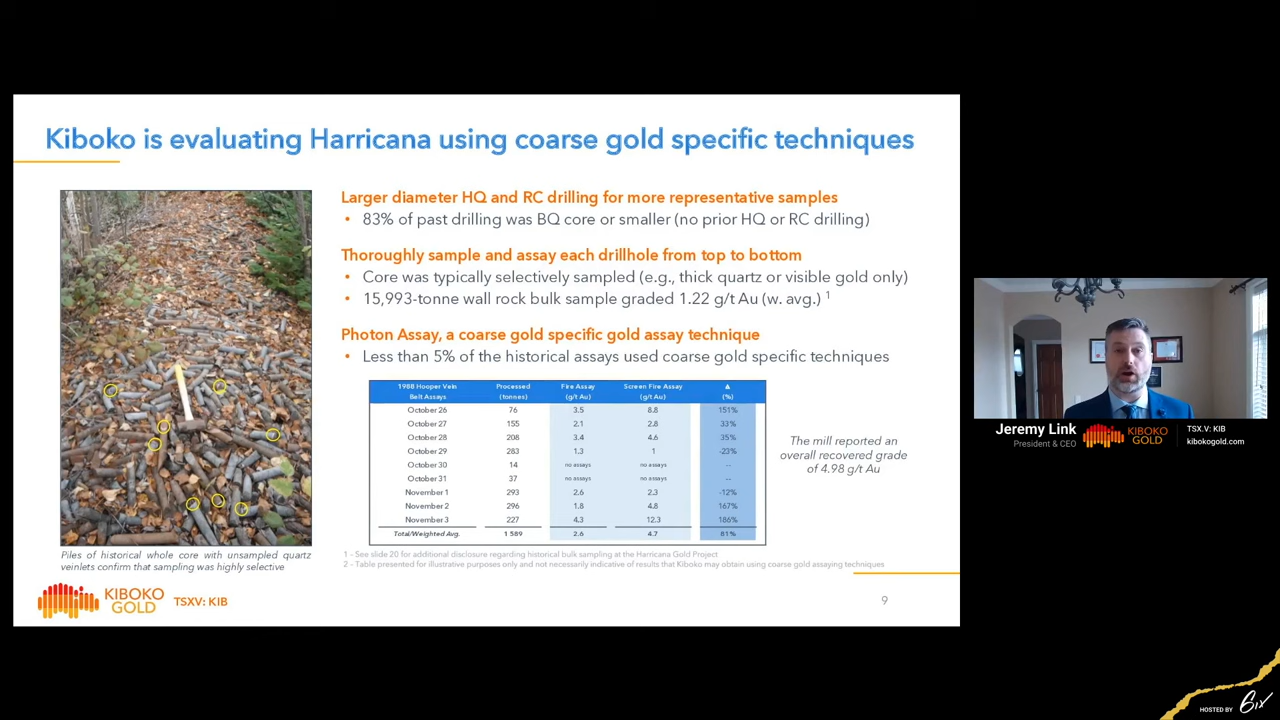 Kiboko is evaluating Harricana using coarse gold specific techniques
Larger diameter HQ and RC drilling for more representative samples
• 83% of past drilling was BQ core or smaller (no prior HQ or RC drilling)
Thoroughly sample and assay each drillhole from top to bottom
• Core was typically selectively sampled (e.g., thick quartz or visible gold only)
• 15,993-tonne wall rock bulk sample graded 1.22 g/t Au (w. avg.) 1
Photon Assay, a coarse gold specific gold assay technique
• Less than 5% of the historical assays used coarse gold specific techniques
1988 Hooper Vein Processed Fire Assay Screen Fire Assay Δ
Belt Assays (tonnes) (g/t Au) (g/t Au) (%)
October 26 76 3.5 8.8 151%
October 27 155 2.1 2.8 33%
October 28 208 3.4 4.6 35%
October 29 283 1.3 1 -23%
October 30 14 no assays no assays --
October 31 37 no assays no assays --
November 1 293 2.6 2.3 -12%
November 2 296 1.8 4.8 167%
November 3 227 4.3 12.3 186%
Total/Weighted Avg. 1 589 2.6 4.7 81%
The mill reported an
overall recovered grade
of 4.98 g/t Au
Piles of historical whole core with unsampled quartz
veinlets confirm that sampling was highly selective
1 – See slide 20 for additional disclosure regarding historical bulk sampling at the Harricana Gold Project
2 – Table presented for illustrative purposes only and not necessarily indicative of results that Kiboko may obtain using coarse gold assaying techniques
KIBOKO
GOLD
TSXV: KIB
9
Jeremy Link
President & CEO
KIBOKO
GOLD
TSX.V: KIB
kibokogold.com
HOSTED BY 6ix